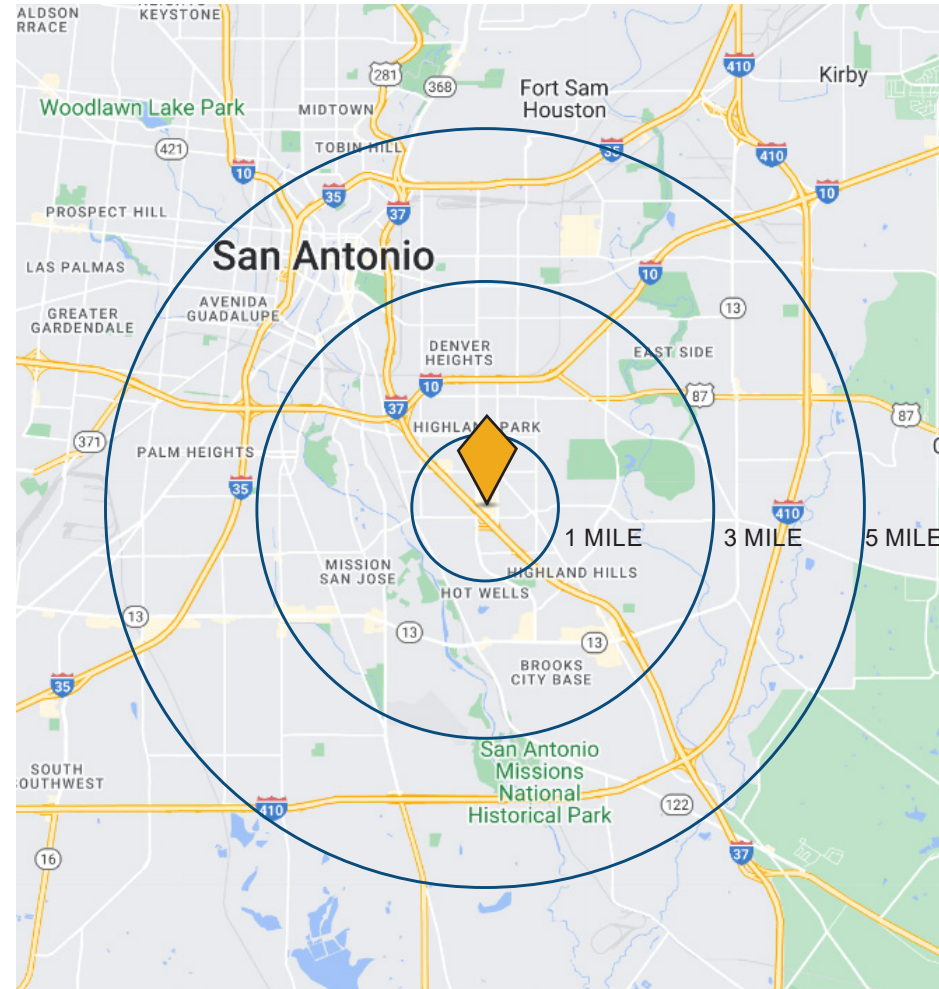 ALDSON
RRACE
KEYSTONE
410
Kirby
281
368
Fort Sam
Houston
Woodlawn Lake Park
MIDTOWN
421
TOBIN HILL
35
410
10
35
10
37
PROSPECT HILL
San Antonio
LAS PALMAS
10
AVENIDA
GUADALUPE
13
GREATER
GARDENDALE
DENVER
HEIGHTS
EAST SIDE
10
87
37
87
HIGHLAND PARK
371
PALM HEIGHTS
35
410
1 MILE
3 MILE
5 MILE
MISSION
SAN JOSE
HIGHLAND HILLS
HOT WELLS
13
13
13
BROOKS
CITY BASE
35
San Antonio
Missions
National
Historical Park
SOUTH
OUTHWEST
410
122
16
37